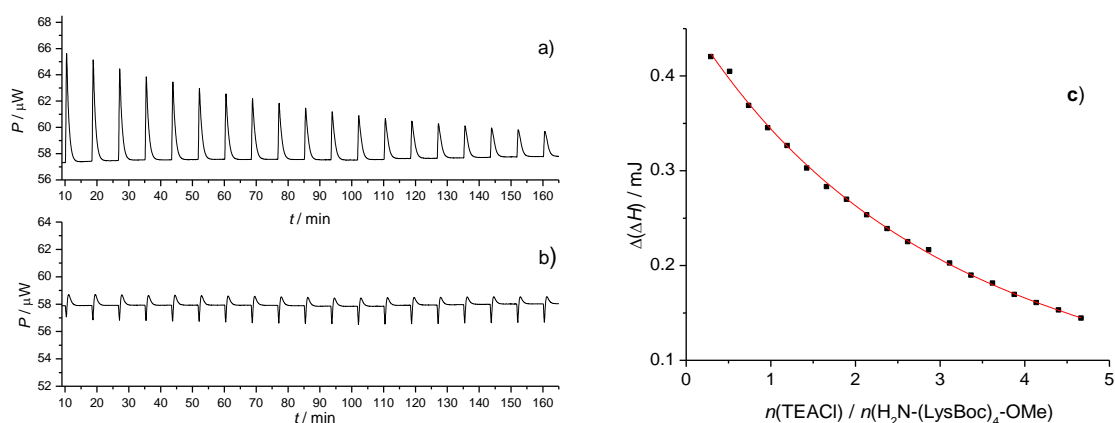 68
66
64
62
60
58
56
P / μW
a)
10 20 30 40 50 60 70 80 90 100 110 120 130 140 150 160
t / min
64
62
60
58
56
54
52
P / μW
b)
10 20 30 40 50 60 70 80 90 100 110 120 130 140 150 160
t / min
0.4
0.3
0.2
0.1
Δ(ΔH) / mJ
c)
0 1 2 3 4 5
n(TEACl) / n(H₂N-(LysBoc)₄-OMe)